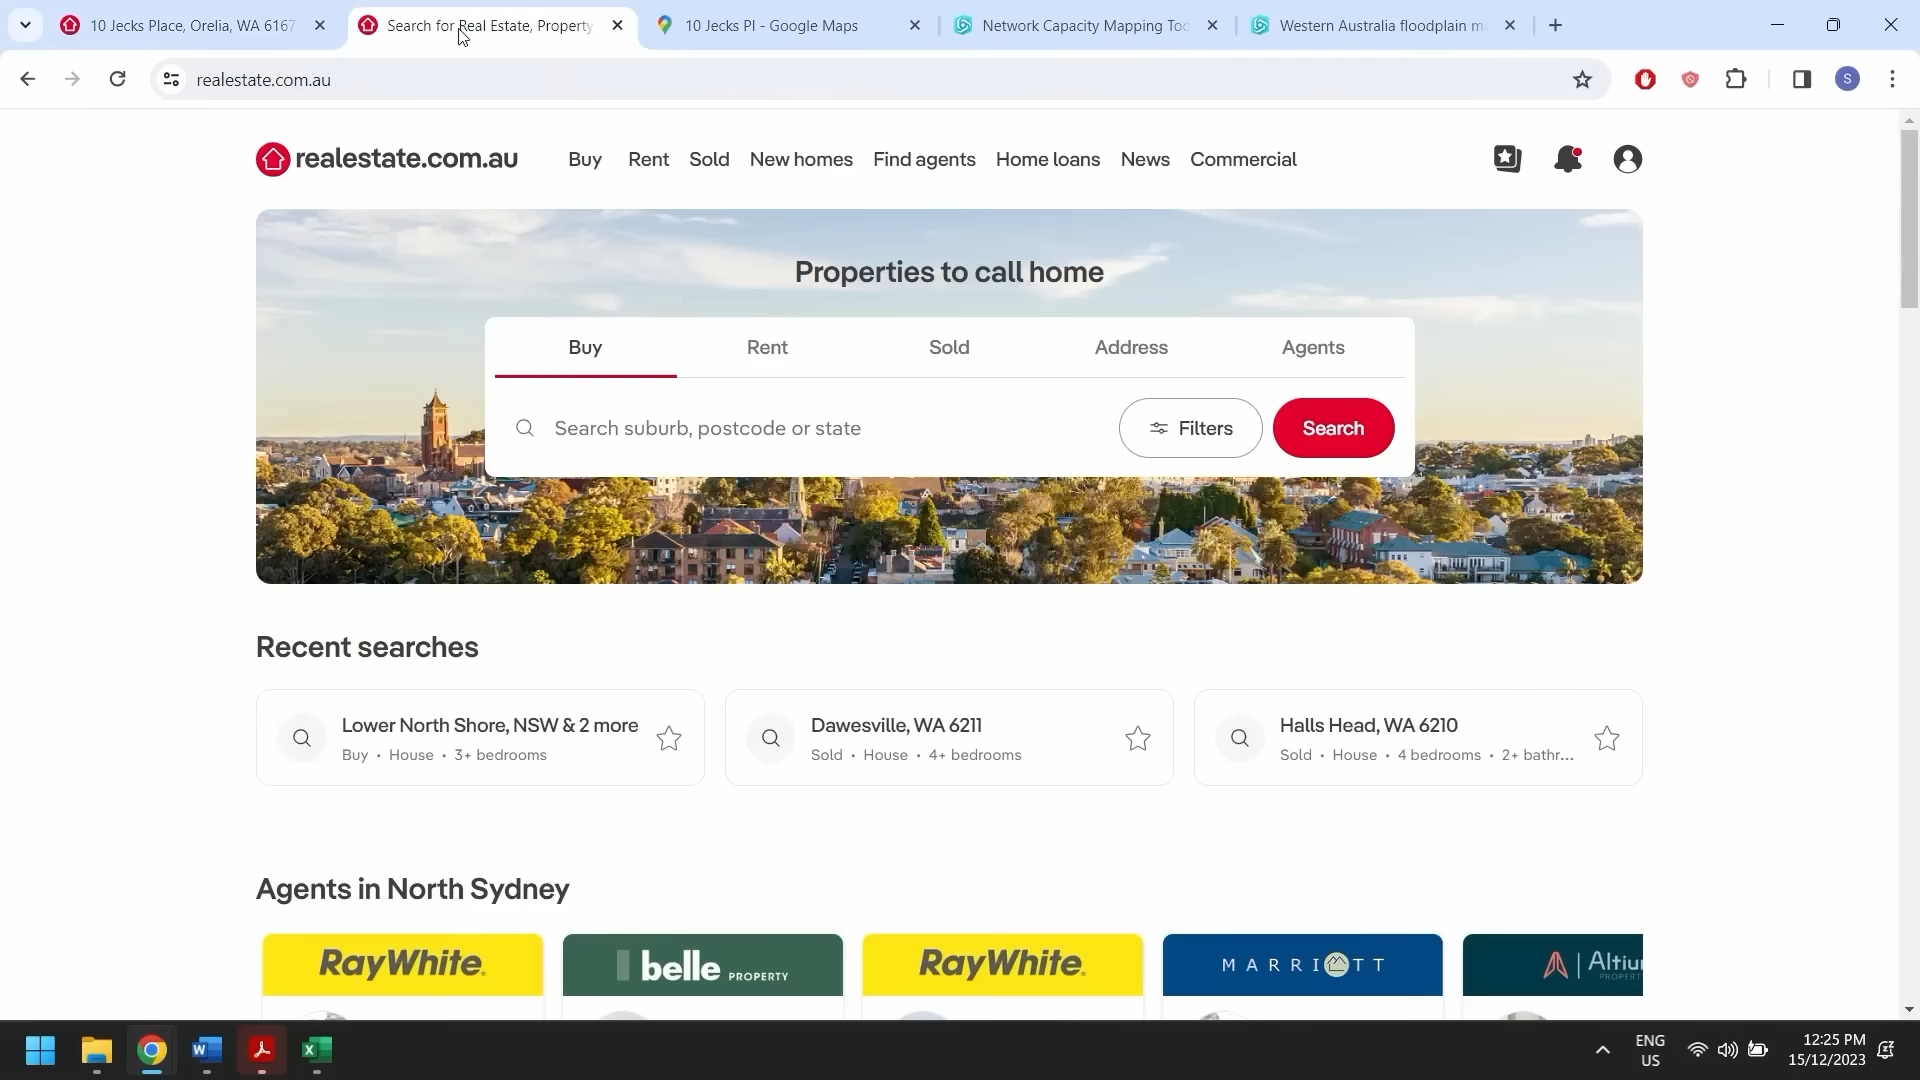 10 Jecks Place, Orelia, WA 6167
Search for Real Estate, Property
10 Jecks Pl - Google Maps
Network Capacity Mapping Too
Western Australia floodplain ma
realestate.com.au
S
realestate.com.au
Buy
Rent
Sold
New homes
Find agents
Home loans
News
Commercial
Properties to call home
Buy
Rent
Sold
Address
Agents
Search suburb, postcode or state
Filters
Search
Recent searches
Lower North Shore, NSW & 2 more
Buy • House • 3+ bedrooms
Dawesville, WA 6211
Sold • House • 4+ bedrooms
Halls Head, WA 6210
Sold • House • 4 bedrooms • 2+ bathr...
Agents in North Sydney
RayWhite.
belle PROPERTY
RayWhite.
MARRIOTT
Altiu
PROPER
ENG
US
12:25 PM
15/12/2023